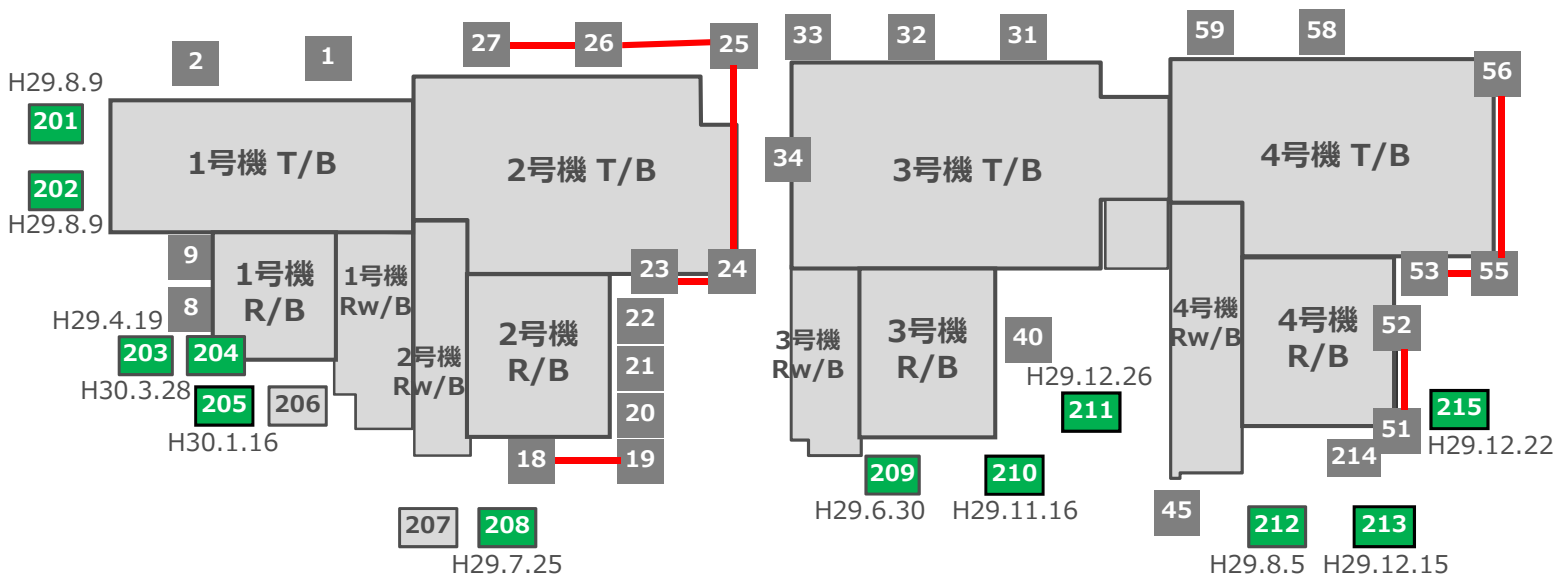 2
1
27
26
25
33
32
31
59
58
56
H29.8.9
201
202
H29.8.9
1号機 T/B
2号機 T/B
34
3号機 T/B
4号機 T/B
9
8
1号機
R/B
1号機
Rw/B
23
24
53
55
H29.4.19
203
204
H30.3.28
205
206
H30.1.16
2号機
Rw/B
2号機
R/B
22
21
20
18
19
3号機
Rw/B
3号機
R/B
40
H29.12.26
211
4号機
Rw/B
4号機
R/B
52
51
215
H29.12.22
214
207
208
H29.7.25
209
H29.6.30
210
H29.11.16
45
212
H29.8.5
213
H29.12.15